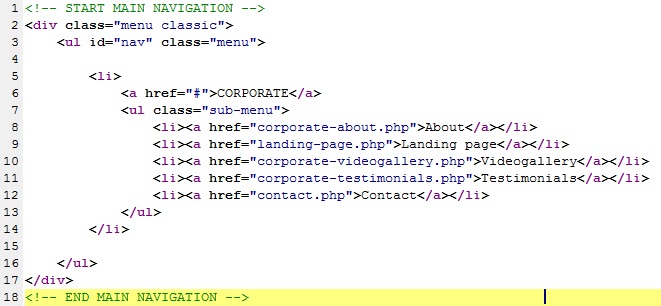 1 <!-- START MAIN NAVIGATION -->
2 <div class="menu classic">
3     <ul id="nav" class="menu">
4
5         <li>
6             <a href="#">CORPORATE</a>
7             <ul class="sub-menu">
8                 <li><a href="corporate-about.php">About</a></li>
9                 <li><a href="landing-page.php">Landing page</a></li>
10                 <li><a href="corporate-videogallery.php">Videogallery</a></li>
11                 <li><a href="corporate-testimonials.php">Testimonials</a></li>
12                 <li><a href="contact.php">Contact</a></li>
13             </ul>
14         </li>
15
16     </ul>
17 </div>
18 <!-- END MAIN NAVIGATION -->